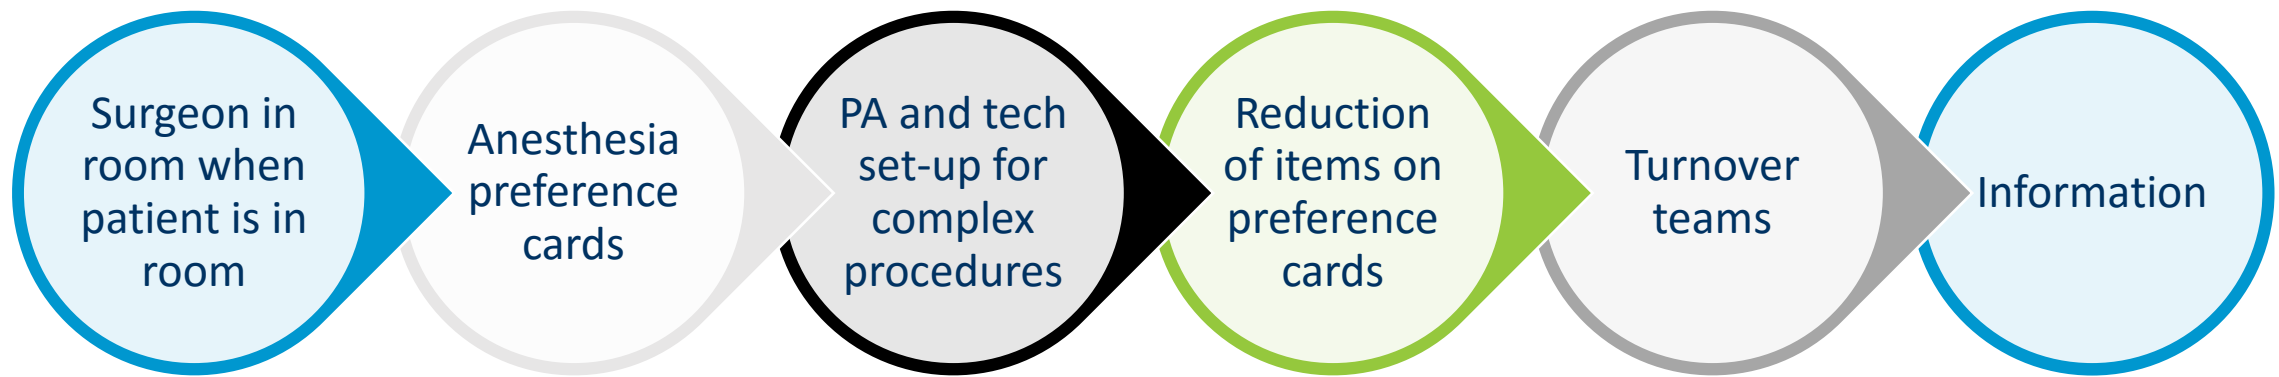 Surgeon in
room when
patient is in
room
Anesthesia
preference
cards
PA and tech
set-up for
complex
procedures
Reduction
of items on
preference
cards
Turnover
teams
Information